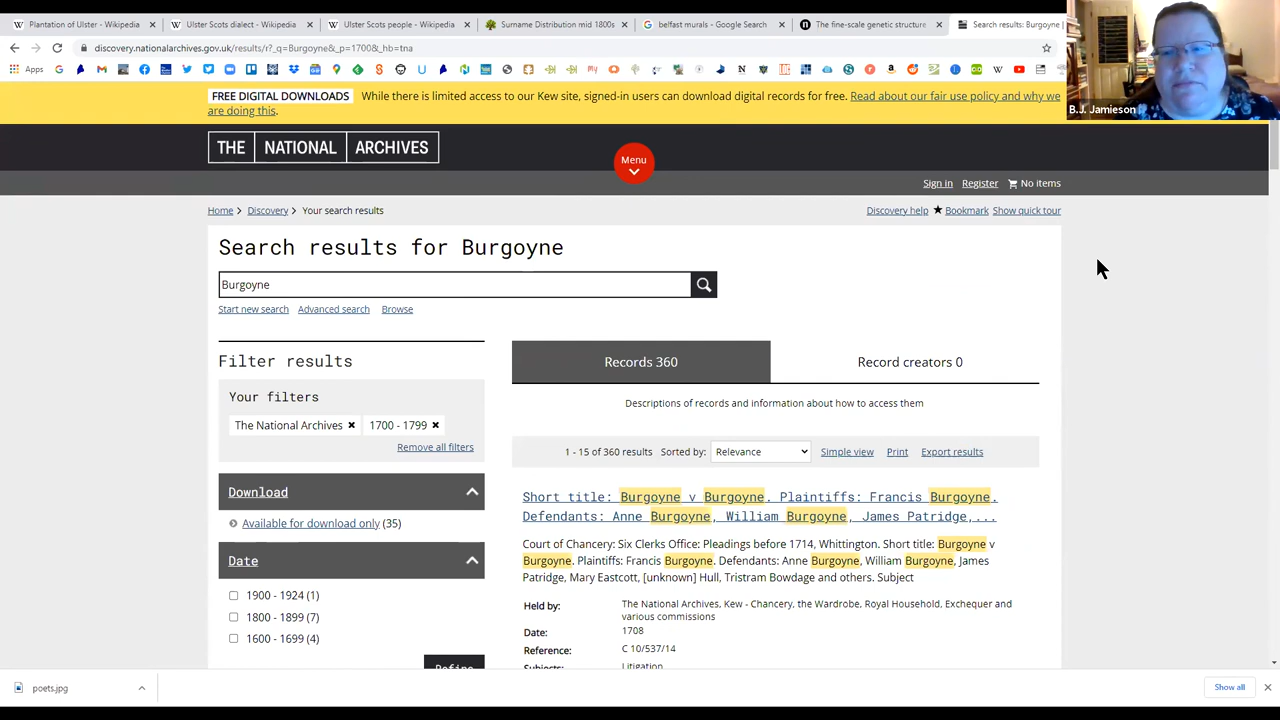 Plantation of Ulster - Wikipedia
Ulster Scots dialect - Wikipedia
Ulster Scots people - Wikipedia
Surname Distribution mid 1800s
belfast murals - Google Search
The fine-scale genetic structure
Search results: Burgoyne |
discovery.nationalarchives.gov.uk/results/r?_q=Burgoyne&_p=1700&_hb=tna
Apps
B.J. Jamieson
FREE DIGITAL DOWNLOADS While there is limited access to our Kew site, signed-in users can download digital records for free. Read about our fair use policy and why we
are doing this.
THE NATIONAL ARCHIVES
Menu
Sign in Register No items
Home Discovery Your search results
Discovery help Bookmark Show quick tour
Search results for Burgoyne
Burgoyne
Start new search Advanced search Browse
Filter results
Your filters
The National Archives × 1700 - 1799 ×
Remove all filters
Download
Available for download only (35)
Date
1900 - 1924 (1)
1800 - 1899 (7)
1600 - 1699 (4)
Refine
Records 360
Record creators 0
Descriptions of records and information about how to access them
1 - 15 of 360 results Sorted by: Relevance Simple view Print Export results
Short title: Burgoyne v Burgoyne. Plaintiffs: Francis Burgoyne.
Defendants: Anne Burgoyne, William Burgoyne, James Patridge,...
Court of Chancery: Six Clerks Office: Pleadings before 1714, Whittington. Short title: Burgoyne v
Burgoyne. Plaintiffs: Francis Burgoyne. Defendants: Anne Burgoyne, William Burgoyne, James
Patridge, Mary Eastcott, [unknown] Hull, Tristram Bowdage and others. Subject
Held by: The National Archives, Kew - Chancery, the Wardrobe, Royal Household, Exchequer and
various commissions
Date: 1708
Reference: C 10/537/14
Subjects: Litigation
poets.jpg
Show all